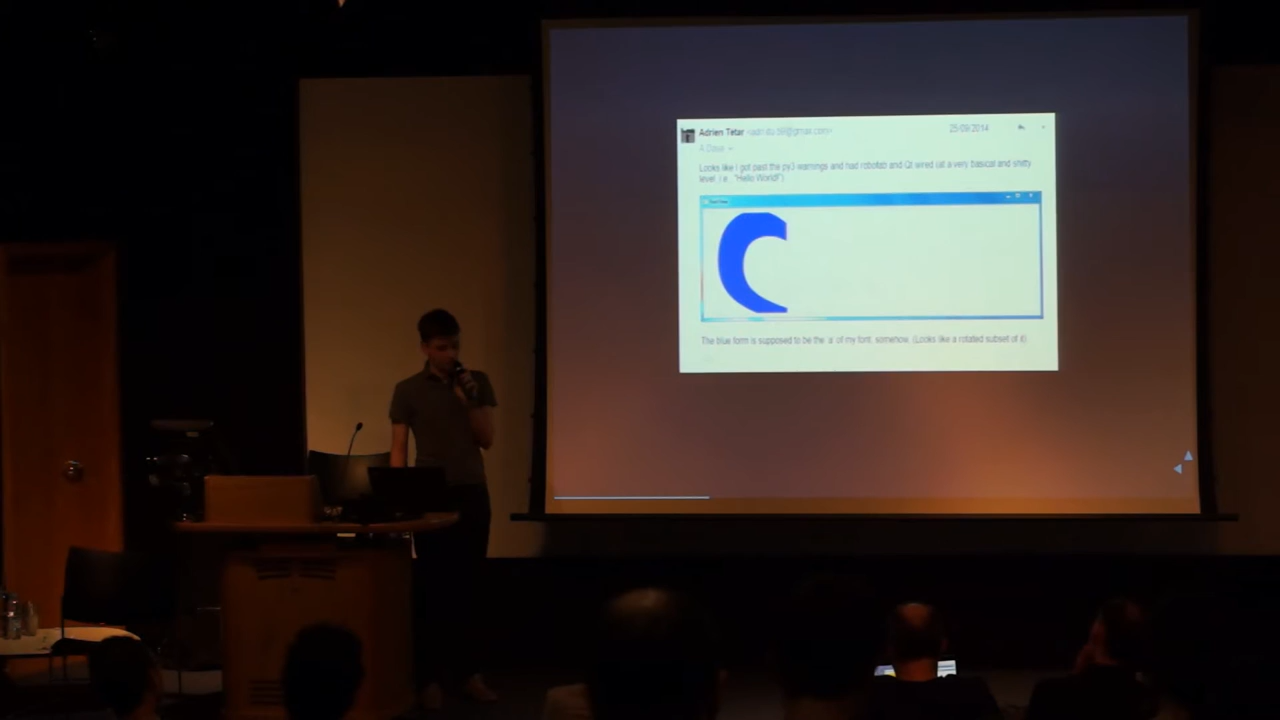 Adrien Tétar
25/09/2014
À Dave
Looks like I got past the py3 warnings and had robofab and Qt wired (at a very basical and shitty
level, i.e. "Hello World!")
The blue form is supposed to be the 'a' of my font, somehow. (Looks like a rotated subset of it)